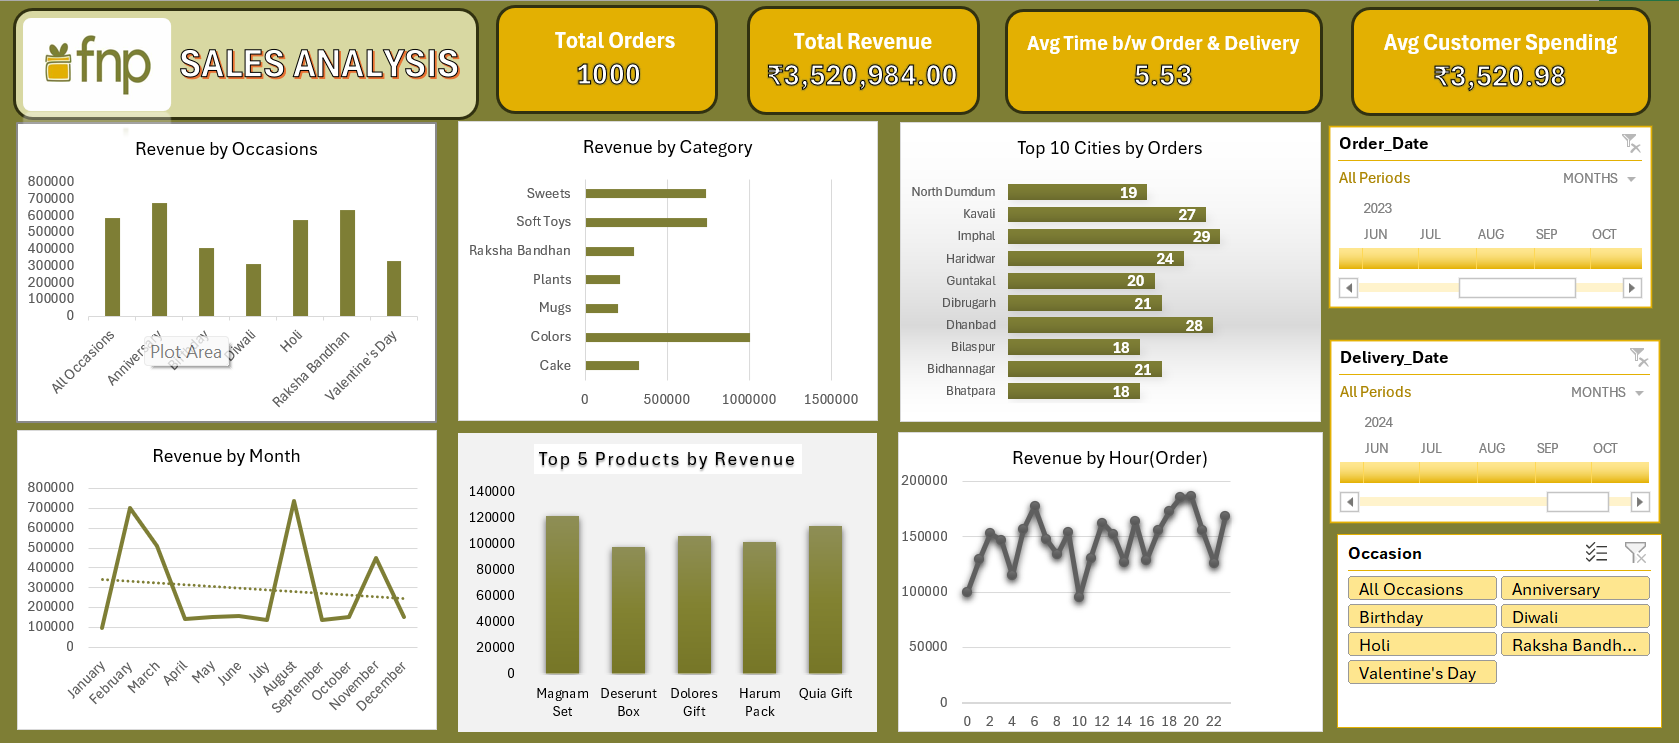 fnp
SALES ANALYSIS
Total Orders
1000
Total Revenue
₹3,520,984.00
Avg Time b/w Order & Delivery
5.53
Avg Customer Spending
₹3,520.98
Revenue by Occasions
800000
700000
600000
500000
400000
300000
200000
100000
0
All Occasions
Anniversary
Birthday
Diwali
Holi
Raksha Bandhan
Valentine's Day
Plot Area
Revenue by Category
Sweets
Soft Toys
Raksha Bandhan
Plants
Mugs
Colors
Cake
0 500000 1000000 1500000
Top 10 Cities by Orders
North Dumdum 19
Kavali 27
Imphal 29
Haridwar 24
Guntakal 20
Dibrugarh 21
Dhanbad 28
Bilaspur 18
Bidhannagar 21
Bhatpara 18
Order_Date
All Periods MONTHS
2023
JUN JUL AUG SEP OCT
Delivery_Date
All Periods MONTHS
2024
JUN JUL AUG SEP OCT
Revenue by Month
800000
700000
600000
500000
400000
300000
200000
100000
0
January
February
March
April
May
June
July
August
September
October
November
December
Top 5 Products by Revenue
140000
120000
100000
80000
60000
40000
20000
0
Magnam Deserunt Dolores Harum Quia Gift
Set Box Gift Pack
Revenue by Hour(Order)
200000
150000
100000
50000
0
0 2 4 6 8 10 12 14 16 18 20 22
Occasion
All Occasions Anniversary
Birthday Diwali
Holi Raksha Bandh...
Valentine's Day